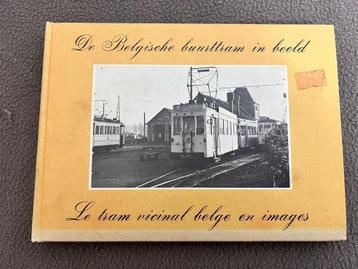 De Belgische buurttram in beeld
Le tram vicinal belge en images